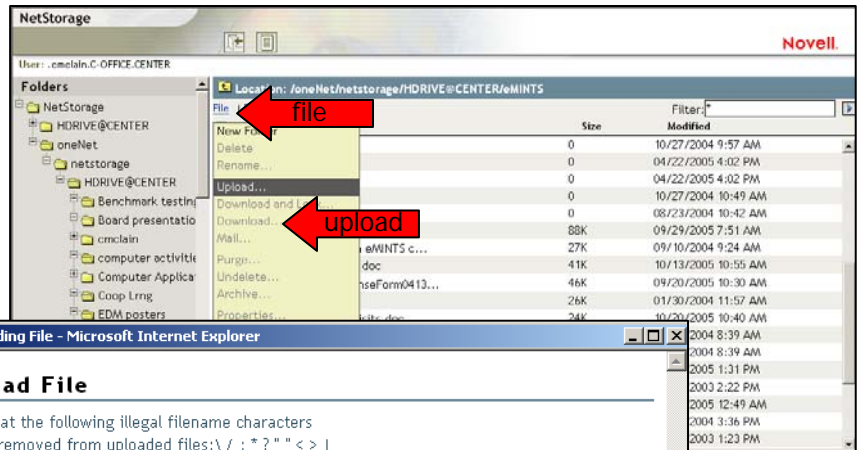 NetStorage
Novell.
User: .cmclain.C-OFFICE.CENTER
Folders
Location: /oneNet/netstorage/HDRIVE@CENTER/eMINTS
NetStorage
HDRIVE@CENTER
oneNet
netstorage
HDRIVE@CENTER
Benchmark testing
Board presentatio
cmclain
computer activitie
Computer Applica
Coop Lrng
EDM posters
File
file
Filter:*
New Folder
Delete
Rename...
Upload...
Download and
Download...
upload
Mail...
Purge...
Undelete...
Archive...
Properties...
Size Modified
0 10/27/2004 9:57 AM
0 04/22/2005 4:02 PM
0 04/22/2005 4:02 PM
0 10/27/2004 10:49 AM
0 08/23/2004 10:42 AM
88K 09/29/2005 7:51 AM
eMINTS c... 27K 09/10/2004 9:24 AM
doc 41K 10/13/2005 10:55 AM
nseForm0413... 46K 09/20/2005 10:30 AM
26K 01/30/2004 11:57 AM
isits.doc 24K 10/20/2005 10:40 AM
2004 8:39 AM
2004 8:39 AM
2005 1:31 PM
2003 2:22 PM
2005 12:49 AM
2004 3:36 PM
2003 1:23 PM
ding File - Microsoft Internet Explorer
ad File
at the following illegal filename characters
removed from uploaded files:\ / : * ? " " < > |